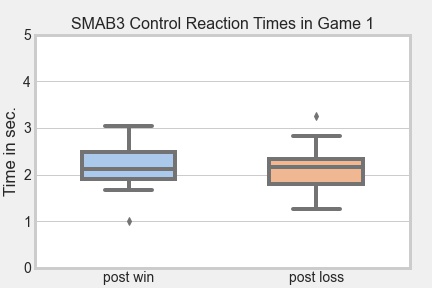 SMAB3 Control Reaction Times in Game 1
Time in sec.
5
4
3
2
1
0
post win
post loss